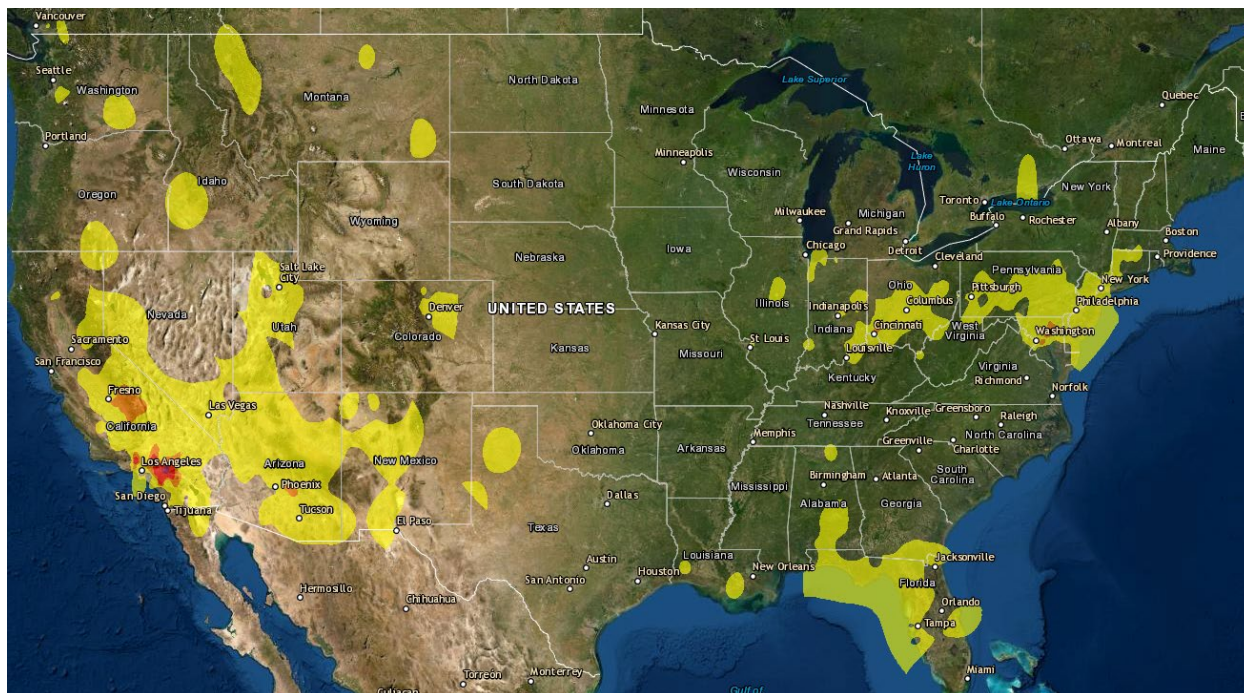 Vancouver
Seattle
Washington
Portland
Oregon
Idaho
Montana
North Dakota
Minnesota
Lake Superior
Quebec
Ottawa
Montreal
Maine
Minneapolis
Wisconsin
Lake
Huron
South Dakota
Wyoming
Milwaukee
Michigan
Grand Rapids
Toronto
Lake Ontario
New York
Buffalo
Rochester
Albany
Boston
Providence
Detroit
Chicago
Cleveland
Iowa
Nebraska
Salt Lake
City
Nevada
Utah
Denver
Colorado
UNITED STATES
Illinois
Indianapolis
Indiana
Ohio
Columbus
Pittsburgh
Pennsylvania
New York
Philadelphia
Sacramento
San Francisco
Kansas City
Kansas
Missouri
St Louis
Cincinnati
Louisville
Kentucky
West
Virginia
Washington
Virginia
Richmond
Norfolk
Fresno
California
Las Vegas
Nashville
Tennessee
Knoxville
Greensboro
Raleigh
North Carolina
Oklahoma City
Oklahoma
Arkansas
Memphis
Greenville
Charlotte
South
Carolina
Los Angeles
Arizona
New Mexico
Phoenix
San Diego
Tijuana
Tucson
El Paso
Dallas
Texas
Mississippi
Birmingham
Alabama
Atlanta
Georgia
Louisiana
New Orleans
Jacksonville
Florida
Austin
San Antonio
Houston
Hermosillo
Chihuahua
Orlando
Tampa
Miami
Torreón
Monterrey
Culiacan
Gulf of